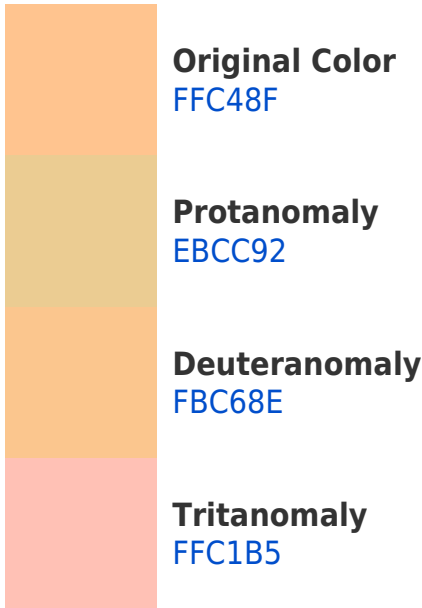 Original Color
FFC48F
Protanomaly
EBCC92
Deuteranomaly
FBC68E
Tritanomaly
FFC1B5